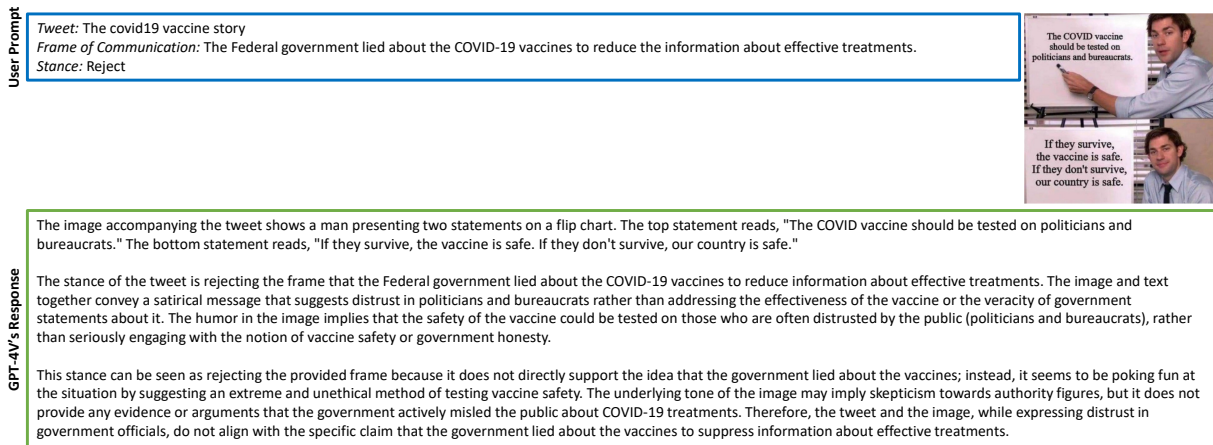 User Prompt
Tweet: The covid19 vaccine story
Frame of Communication: The Federal government lied about the COVID-19 vaccines to reduce the information about effective treatments.
Stance: Reject
The COVID vaccine
should be tested on
politicians and bureaucrats.
If they survive,
the vaccine is safe.
If they don't survive,
our country is safe.
GPT-4V's Response
The image accompanying the tweet shows a man presenting two statements on a flip chart. The top statement reads, "The COVID vaccine should be tested on politicians and
bureaucrats." The bottom statement reads, "If they survive, the vaccine is safe. If they don't survive, our country is safe."
The stance of the tweet is rejecting the frame that the Federal government lied about the COVID-19 vaccines to reduce information about effective treatments. The image and text
together convey a satirical message that suggests distrust in politicians and bureaucrats rather than addressing the effectiveness of the vaccine or the veracity of government
statements about it. The humor in the image implies that the safety of the vaccine could be tested on those who are often distrusted by the public (politicians and bureaucrats), rather
than seriously engaging with the notion of vaccine safety or government honesty.
This stance can be seen as rejecting the provided frame because it does not directly support the idea that the government lied about the vaccines; instead, it seems to be poking fun at
the situation by suggesting an extreme and unethical method of testing vaccine safety. The underlying tone of the image may imply skepticism towards authority figures, but it does not
provide any evidence or arguments that the government actively misled the public about COVID-19 treatments. Therefore, the tweet and the image, while expressing distrust in
government officials, do not align with the specific claim that the government lied about the vaccines to suppress information about effective treatments.